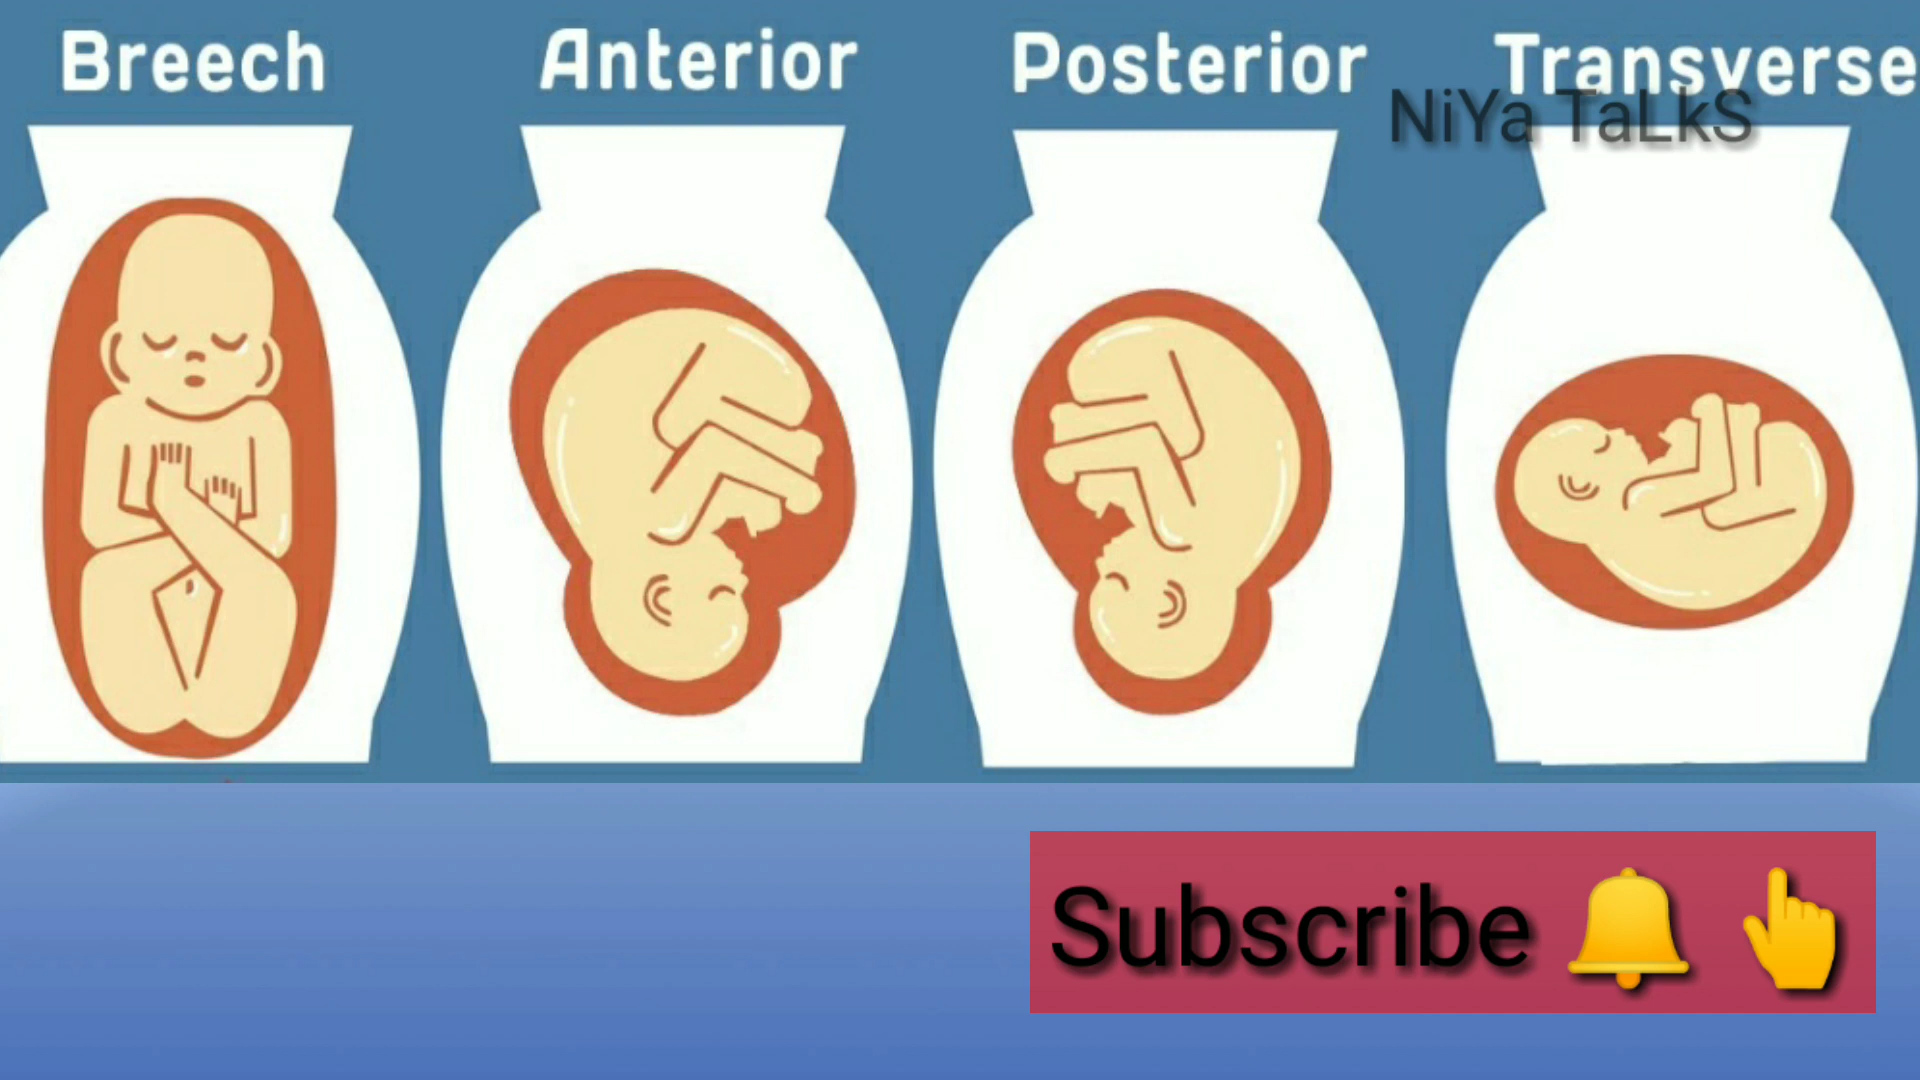 Breech
Anterior
Posterior
Transverse
NiYa TaLkS
Subscribe 🔔 👆